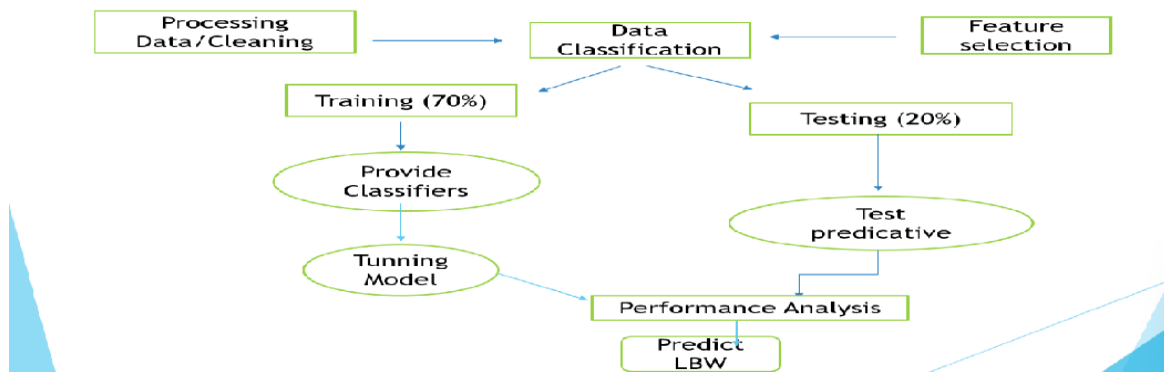 Processing
Data/Cleaning
Data
Classification
Feature
selection
Training (70%)
Testing (20%)
Provide
Classifiers
Test
predicative
Tunning
Model
Performance Analysis
Predict
LBW